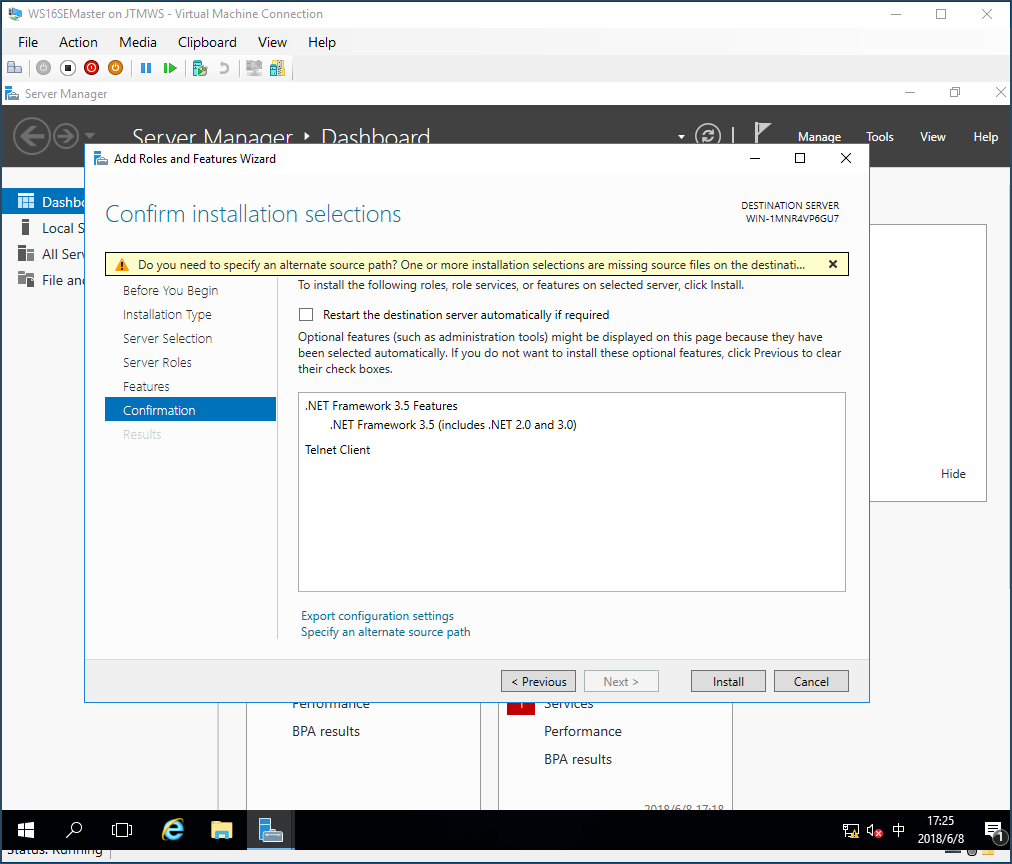 WS16SEMaster on JTMWS - Virtual Machine Connection
File Action Media Clipboard View Help
Server Manager
Server Manager ‣ Dashboard
Manage Tools View Help
Add Roles and Features Wizard
Confirm installation selections
DESTINATION SERVER
WIN-1MNR4VP6GU7
Do you need to specify an alternate source path? One or more installation selections are missing source files on the destinati...
Dashbo
Local S
All Serv
File and
Before You Begin
Installation Type
Server Selection
Server Roles
Features
Confirmation
Results
To install the following roles, role services, or features on selected server, click Install.
Restart the destination server automatically if required
Optional features (such as administration tools) might be displayed on this page because they have
been selected automatically. If you do not want to install these optional features, click Previous to clear
their check boxes.
.NET Framework 3.5 Features
.NET Framework 3.5 (includes .NET 2.0 and 3.0)
Telnet Client
Hide
Export configuration settings
Specify an alternate source path
< Previous Next > Install Cancel
Performance
BPA results
1 Services
Performance
BPA results
2018/6/8 17:18
中
17:25
2018/6/8
1
Status: Running